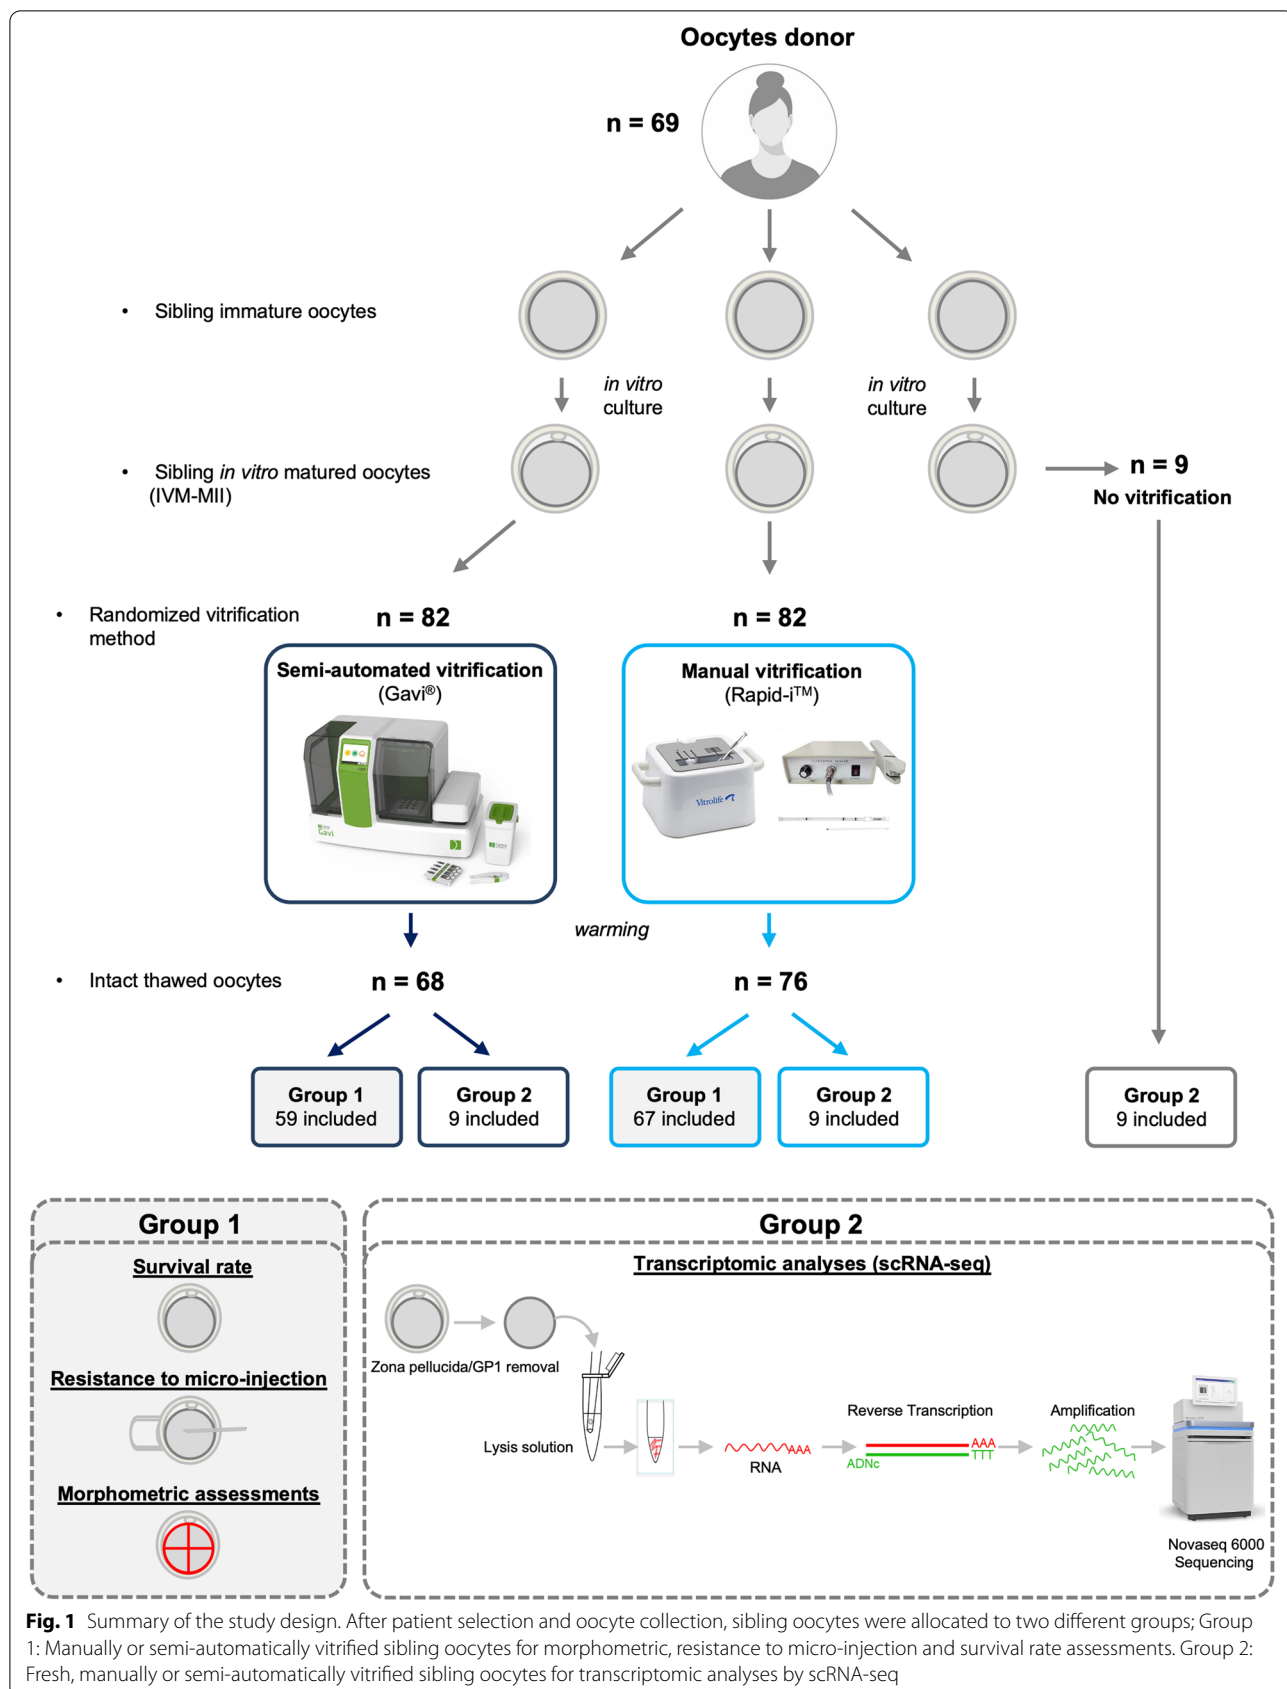 Oocytes donor
n = 69
• Sibling immature oocytes
in vitro
culture
in vitro
culture
• Sibling in vitro matured oocytes
(IVM-MII)
n = 9
No vitrification
• Randomized vitrification
method
n = 82
n = 82
Semi-automated vitrification
(Gavi®)
Manual vitrification
(Rapid-i™)
Gavi
Vitrolife
warming
• Intact thawed oocytes
n = 68
n = 76
Group 1
59 included
Group 2
9 included
Group 1
67 included
Group 2
9 included
Group 2
9 included
Group 1
Survival rate
Resistance to micro-injection
Morphometric assessments
Group 2
Transcriptomic analyses (scRNA-seq)
Zona pellucida/GP1 removal
Lysis solution
AAA
RNA
Reverse Transcription
AAA
TTT
ADNc
Amplification
Novaseq 6000
Sequencing
Fig. 1 Summary of the study design. After patient selection and oocyte collection, sibling oocytes were allocated to two different groups; Group
1: Manually or semi-automatically vitrified sibling oocytes for morphometric, resistance to micro-injection and survival rate assessments. Group 2:
Fresh, manually or semi-automatically vitrified sibling oocytes for transcriptomic analyses by scRNA-seq